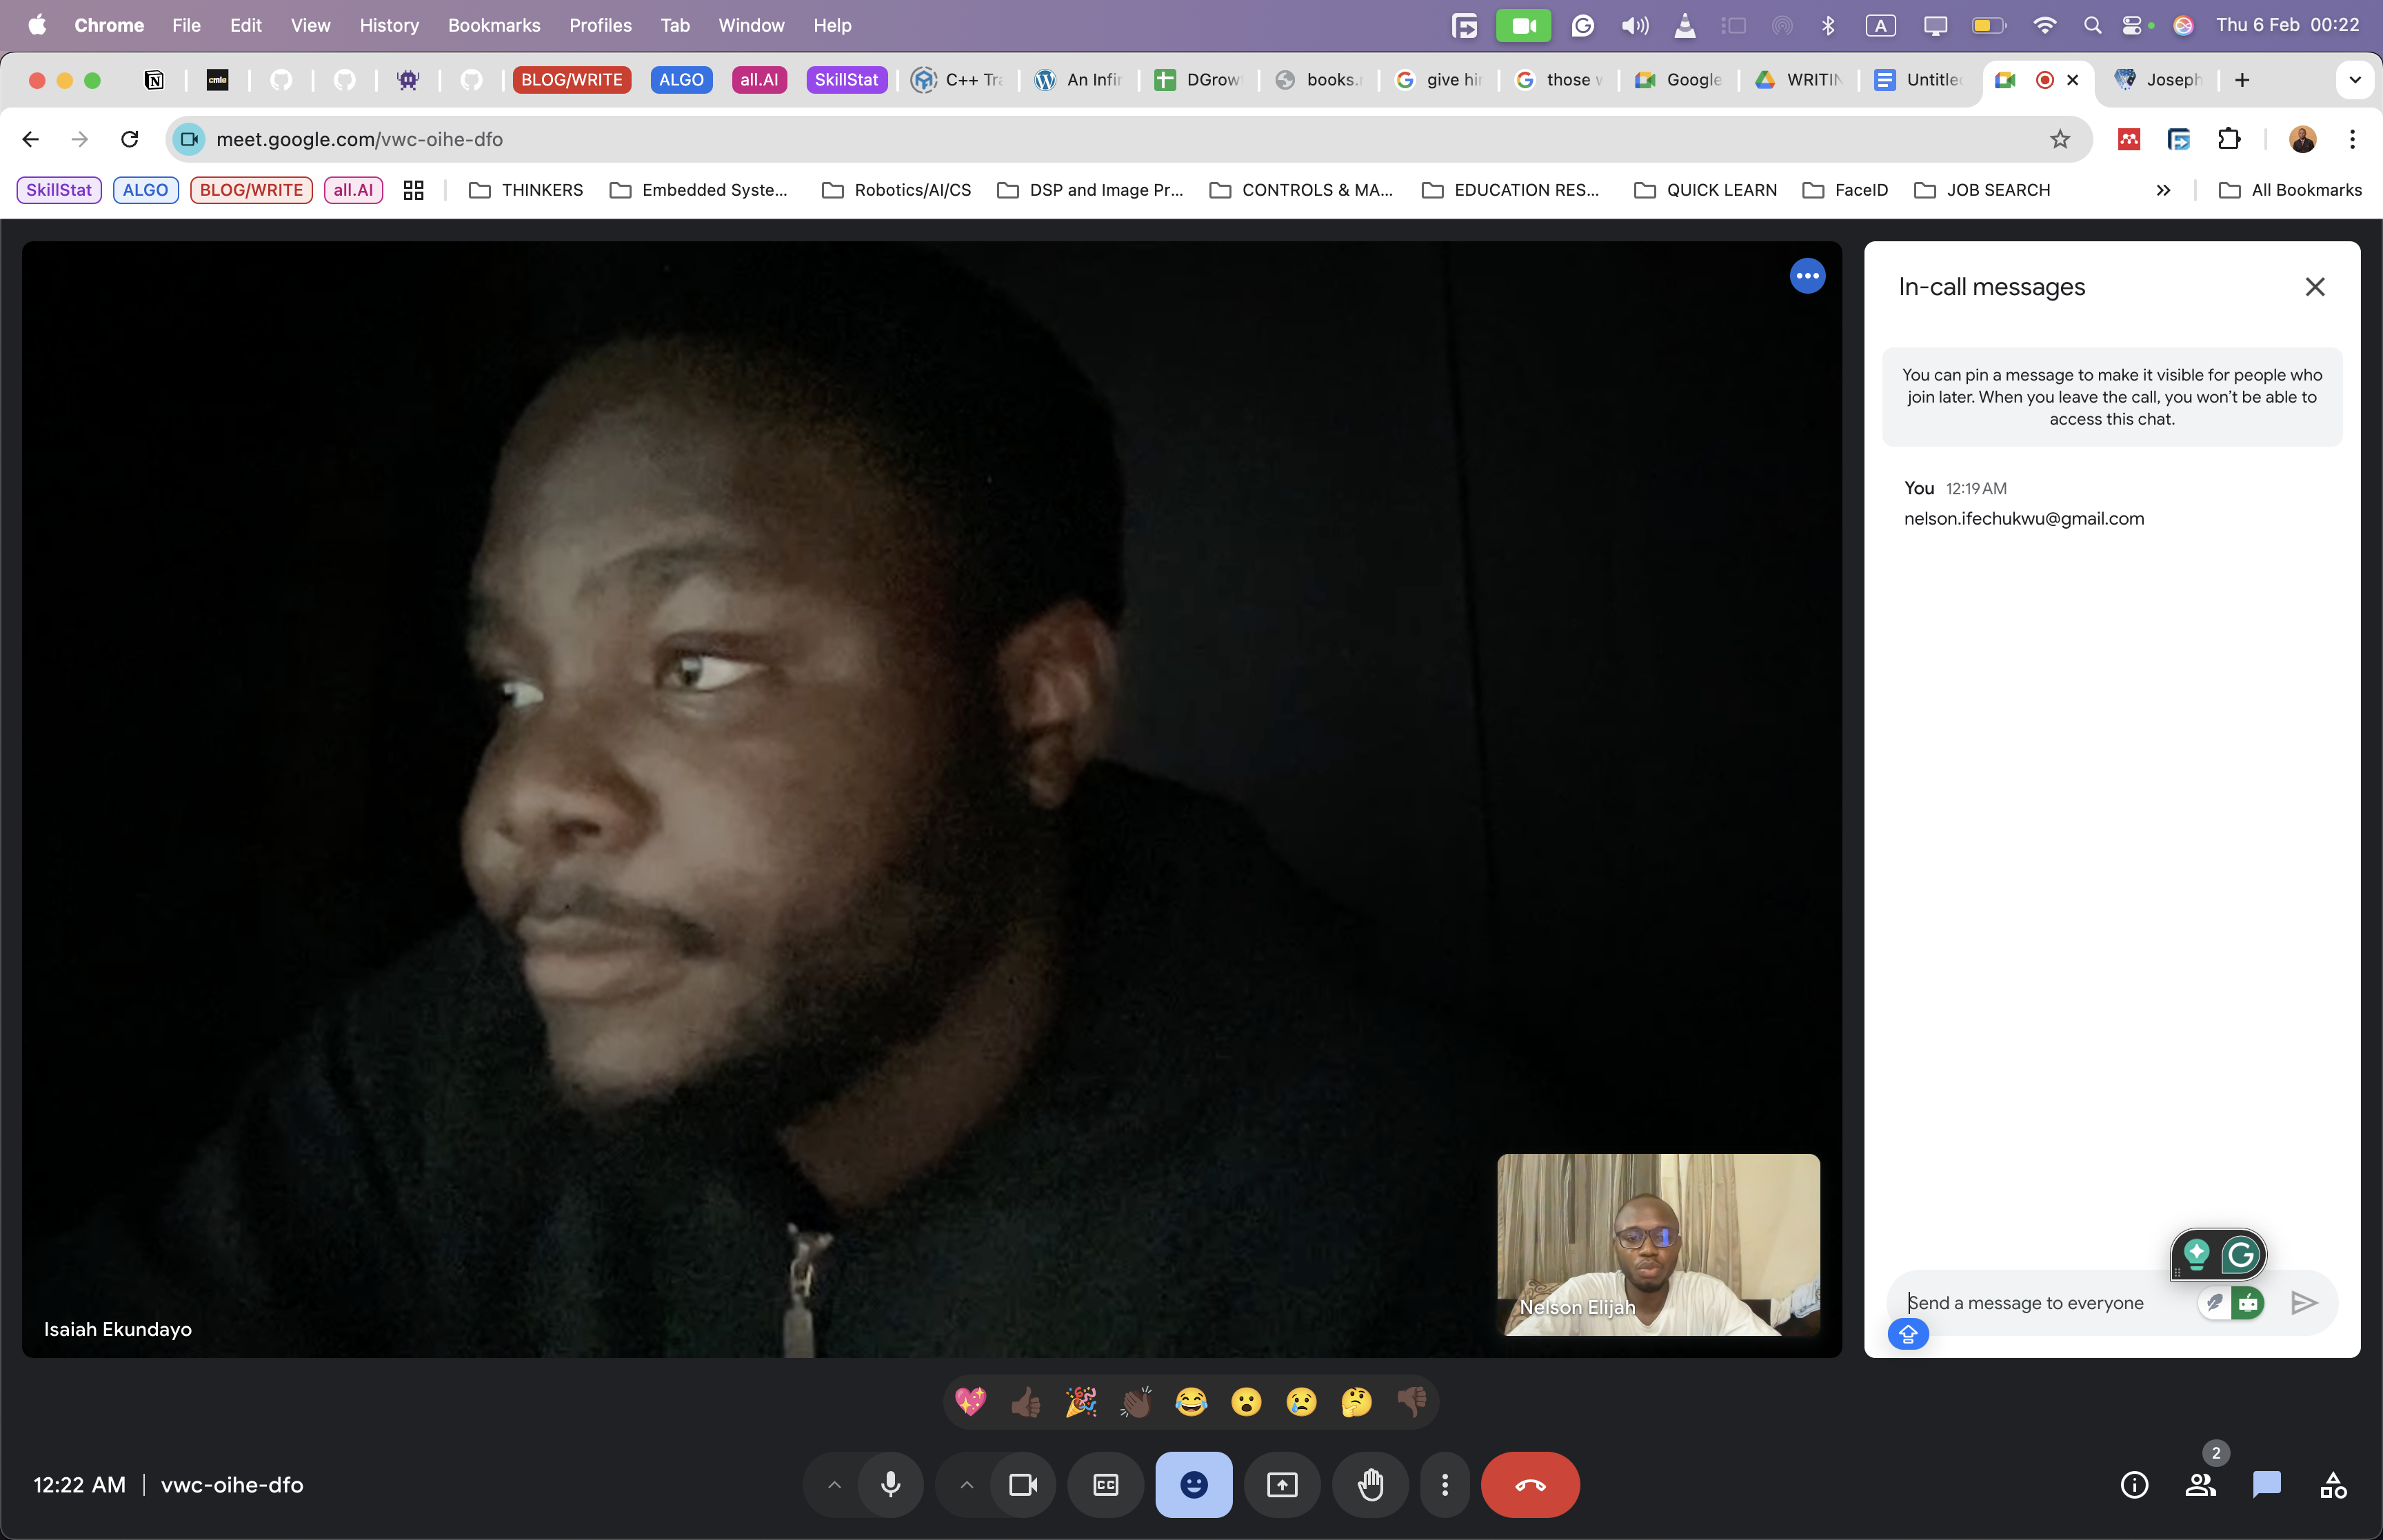 Chrome File Edit View History Bookmarks Profiles Tab Window Help A Thu 6 Feb 00:22
cmle BLOG/WRITE ALGO all.AI SkillStat C++ Tra An Infin DGrow books.r give hin those w Google WRITIN Untitled Joseph
meet.google.com/vwc-oihe-dfo
SkillStat ALGO BLOG/WRITE all.AI THINKERS Embedded Syste... Robotics/AI/CS DSP and Image Pr... CONTROLS & MA... EDUCATION RES... QUICK LEARN FaceID JOB SEARCH All Bookmarks
In-call messages
You can pin a message to make it visible for people who
join later. When you leave the call, you won't be able to
access this chat.
You 12:19 AM
nelson.ifechukwu@gmail.com
Nelson Elijah
Isaiah Ekundayo
Send a message to everyone
12:22 AM vwc-oihe-dfo
CC
2